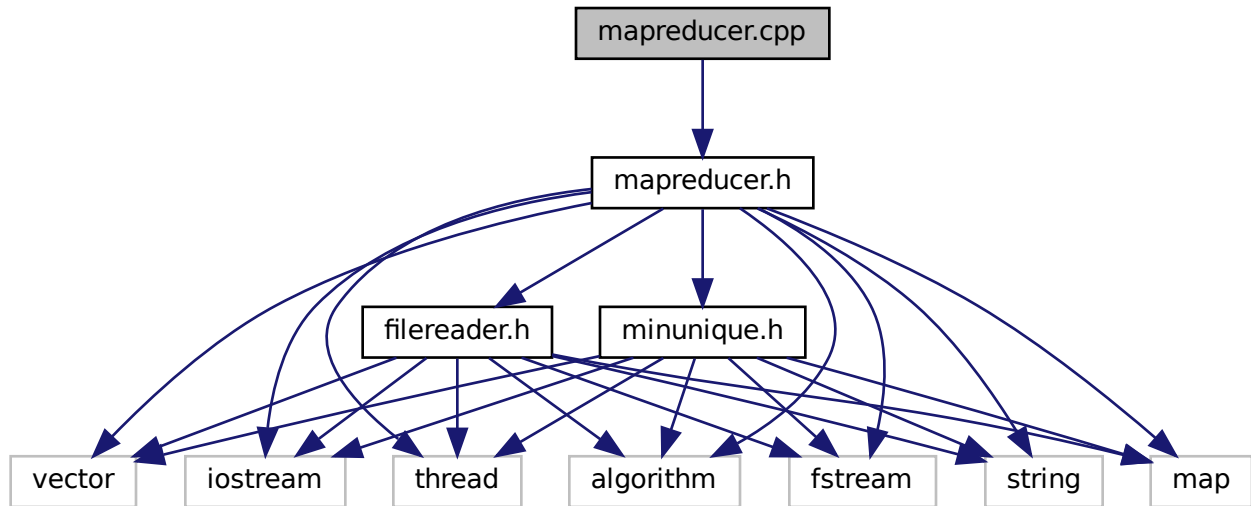 mapreducer.cpp
mapreducer.h
filereader.h
minunique.h
vector
iostream
thread
algorithm
fstream
string
map